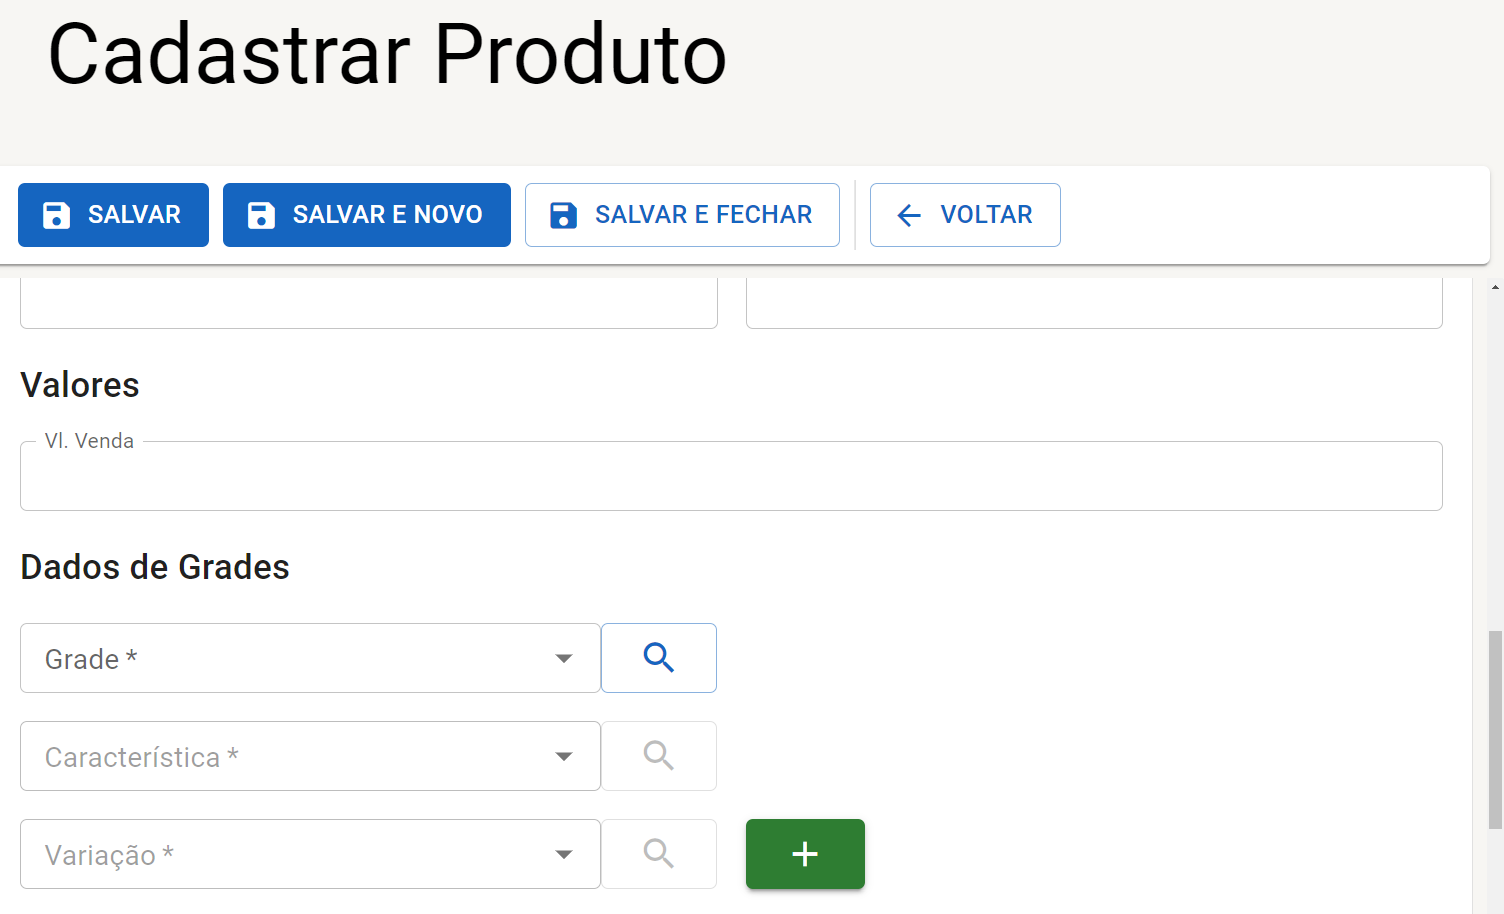 Cadastrar Produto
SALVAR
SALVAR E NOVO
SALVAR E FECHAR
VOLTAR
Valores
Vl. Venda
Dados de Grades
Grade *
Característica *
Variação *